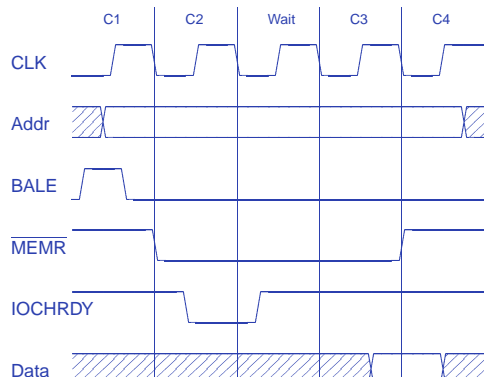 C1 C2 Wait C3 C4
CLK
Addr
BALE
MEMR
IOCHRDY
Data